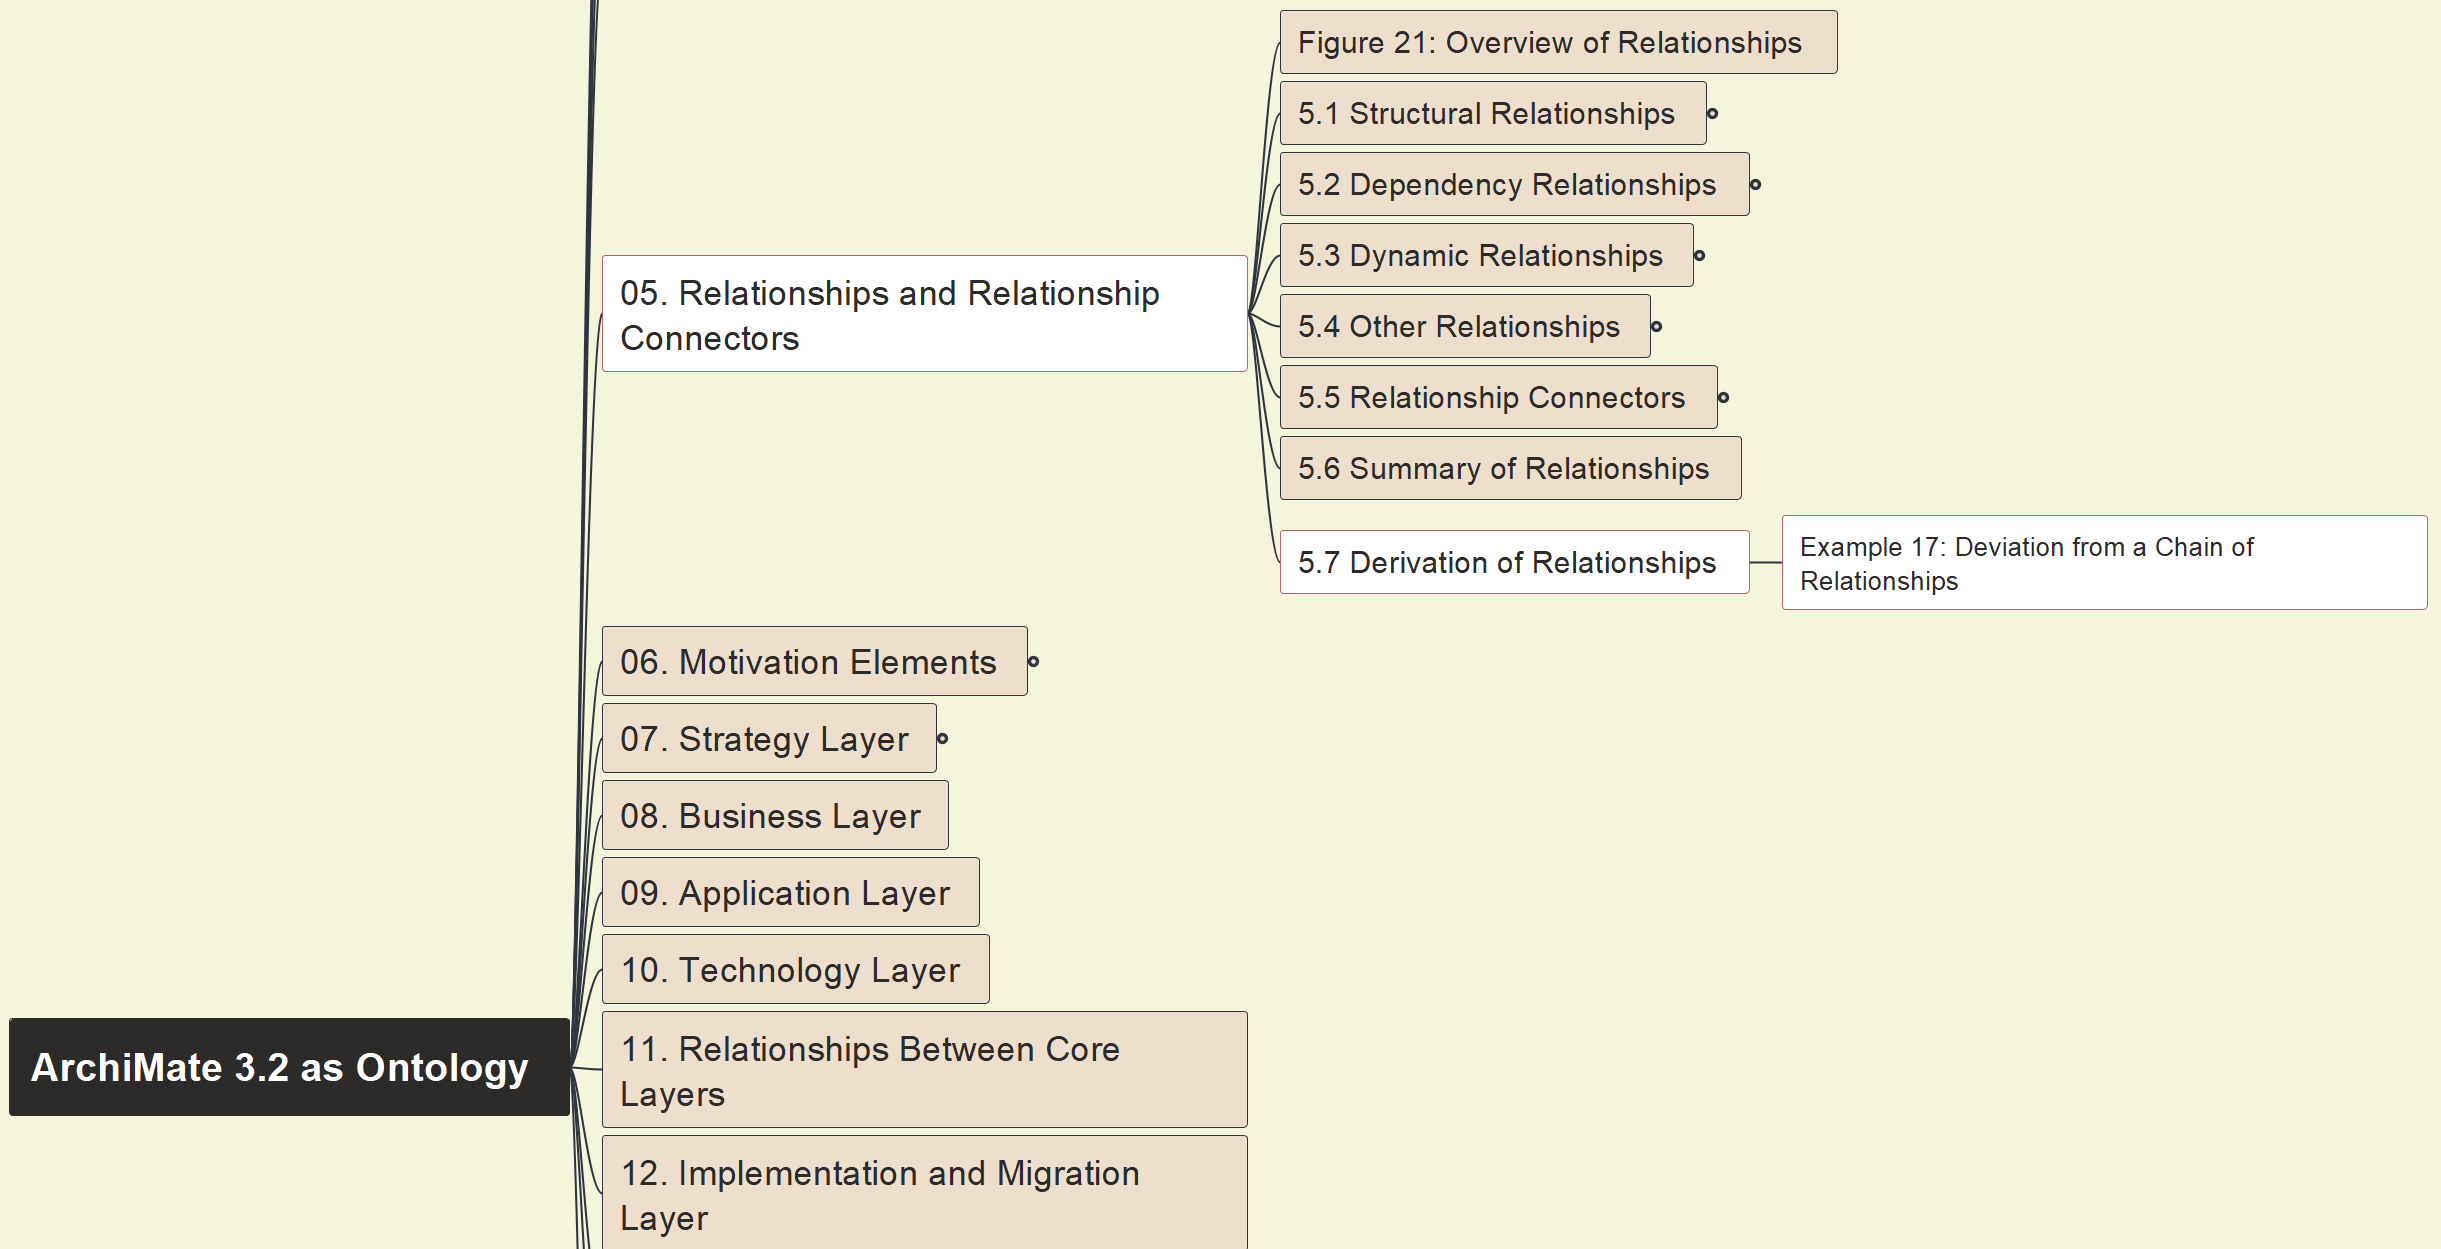 Figure 21: Overview of Relationships
5.1 Structural Relationships
5.2 Dependency Relationships
5.3 Dynamic Relationships
05. Relationships and Relationship
Connectors
5.4 Other Relationships
5.5 Relationship Connectors
5.6 Summary of Relationships
5.7 Derivation of Relationships
Example 17: Deviation from a Chain of
Relationships
06. Motivation Elements
07. Strategy Layer
08. Business Layer
09. Application Layer
10. Technology Layer
ArchiMate 3.2 as Ontology
11. Relationships Between Core
Layers
12. Implementation and Migration
Layer